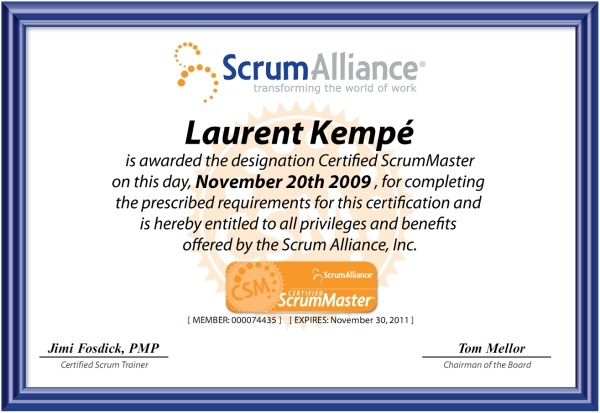 ScrumAlliance®
transforming the world of work
Laurent Kempé
is awarded the designation Certified ScrumMaster
on this day, November 20th 2009 , for completing
the prescribed requirements for this certification and
is hereby entitled to all privileges and benefits
offered by the Scrum Alliance, Inc.
CSM
ScrumAlliance
CSM.
CERTIFIED
ScrumMaster
[ MEMBER: 000074435 ] [ EXPIRES: November 30, 2011 ]
Jimi Fosdick, PMP Tom Mellor
Certified Scrum Trainer Chairman of the Board